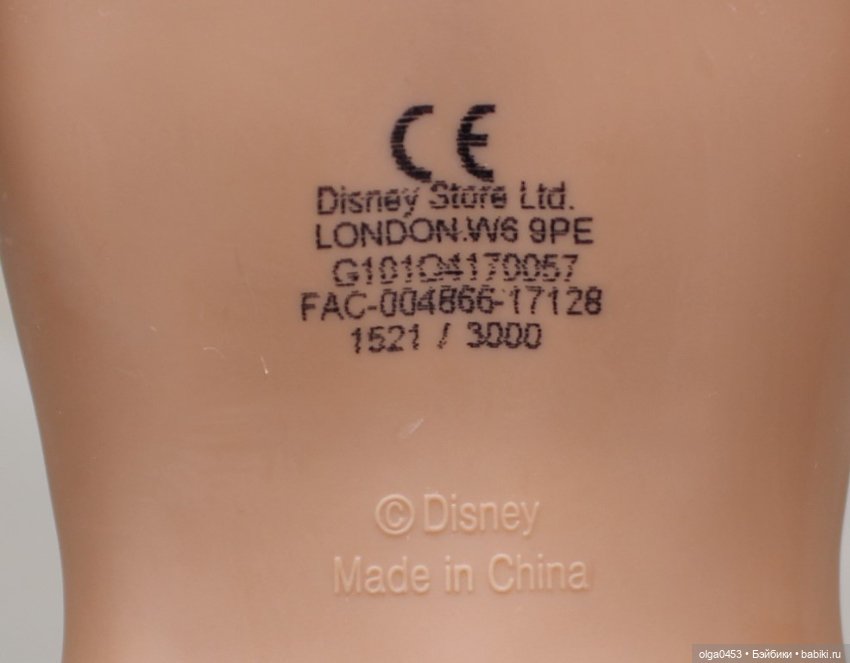 CE
Disney Store Ltd.
LONDON.W6 9PE
G101Q4170057
FAC-004866-17128
1521 / 3000
© Disney
Made in China
olga0453 • Бэйбики • babiki.ru